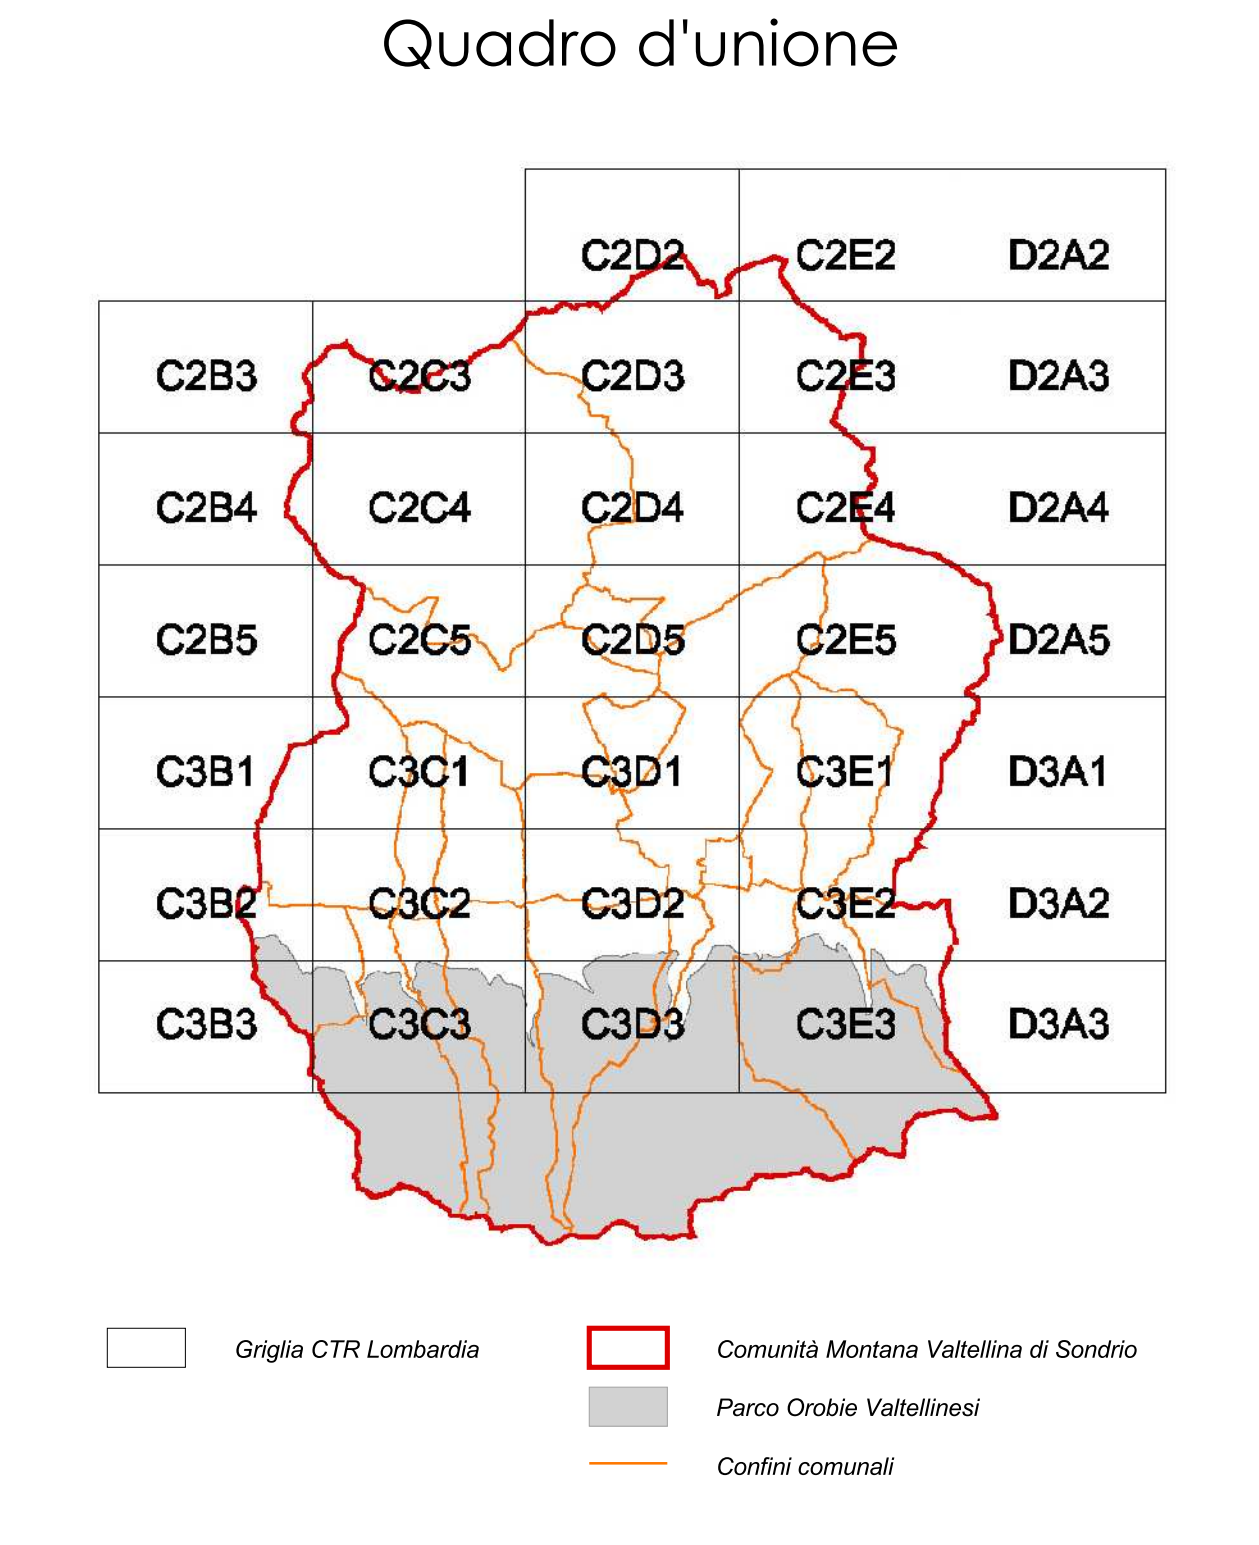 Quadro d'unione
C2D2 C2E2 D2A2
C2B3 C2C3 C2D3 C2E3 D2A3
C2B4 C2C4 C2D4 C2E4 D2A4
C2B5 C2C5 C2D5 C2E5 D2A5
C3B1 C3C1 C3D1 C3E1 D3A1
C3B2 C3C2 C3D2 C3E2 D3A2
C3B3 C3C3 C3D3 C3E3 D3A3
Griglia CTR Lombardia
Comunità Montana Valtellina di Sondrio
Parco Orobie Valtellinesi
Confini comunali